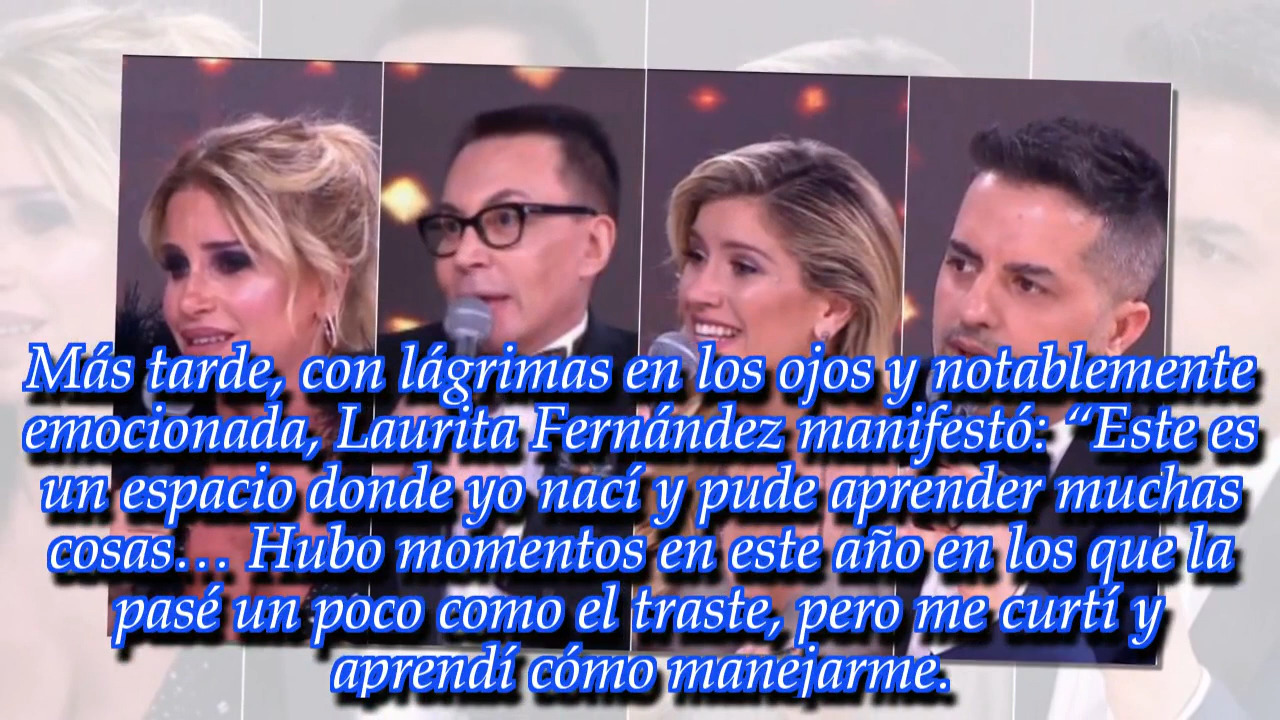 Más tarde, con lágrimas en los ojos y notablemente
emocionada, Laurita Fernández manifestó: “Este es
un espacio donde yo nací y pude aprender muchas
cosas… Hubo momentos en este año en los que la
pasé un poco como el traste, pero me curtí y
aprendí cómo manejarme.